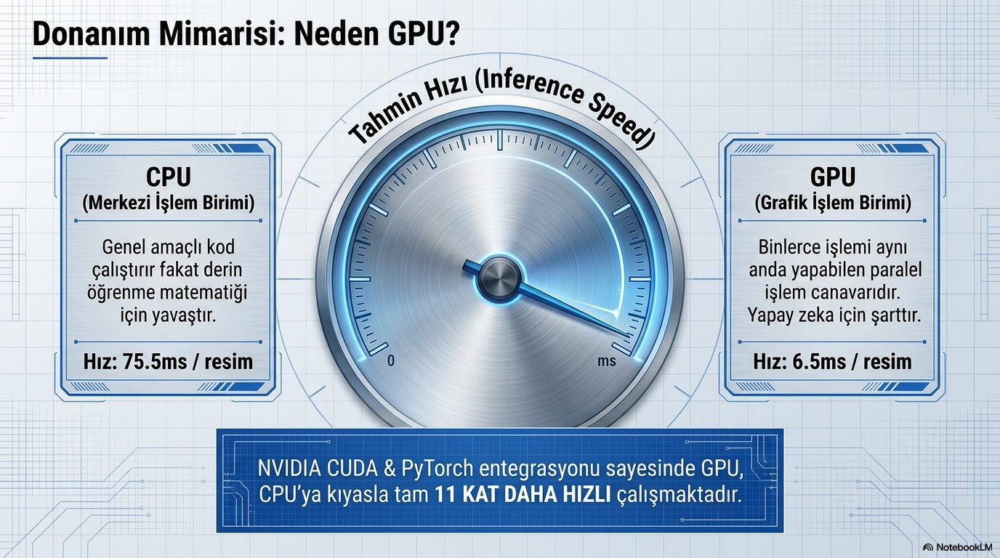 Donanım Mimarisi: Neden GPU?
Tahmin Hızı (Inference Speed)
CPU
(Merkezi İşlem Birimi)
Genel amaçlı kod
çalıştırır fakat derin
öğrenme matematiği
için yavaştır.
Hız: 75.5ms / resim
0
ms
GPU
(Grafik İşlem Birimi)
Binlerce işlemi aynı
anda yapabilen paralel
işlem canavarıdır.
Yapay zeka için şarttır.
Hız: 6.5ms / resim
NVIDIA CUDA & PyTorch entegrasyonu sayesinde GPU,
CPU'ya kıyasla tam 11 KAT DAHA HIZLI çalışmaktadır.
NotebookLM